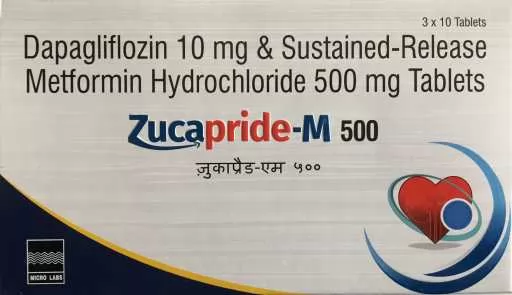 3 x 10 Tablets
Dapagliflozin 10 mg & Sustained-Release
Metformin Hydrochloride 500 mg Tablets
Zucapride-M 500
ज़ुकाप्रैड-एम ५००
MICRO LABS